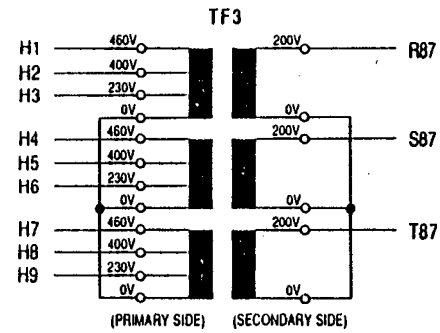 TF3
H1 460V 200V R87
H2 400V
H3 230V
0V 0V
H4 460V 200V S87
H5 400V
H6 230V
0V 0V
H7 460V 200V T87
H8 400V
H9 230V
0V 0V
(PRIMARY SIDE) (SECONDARY SIDE)